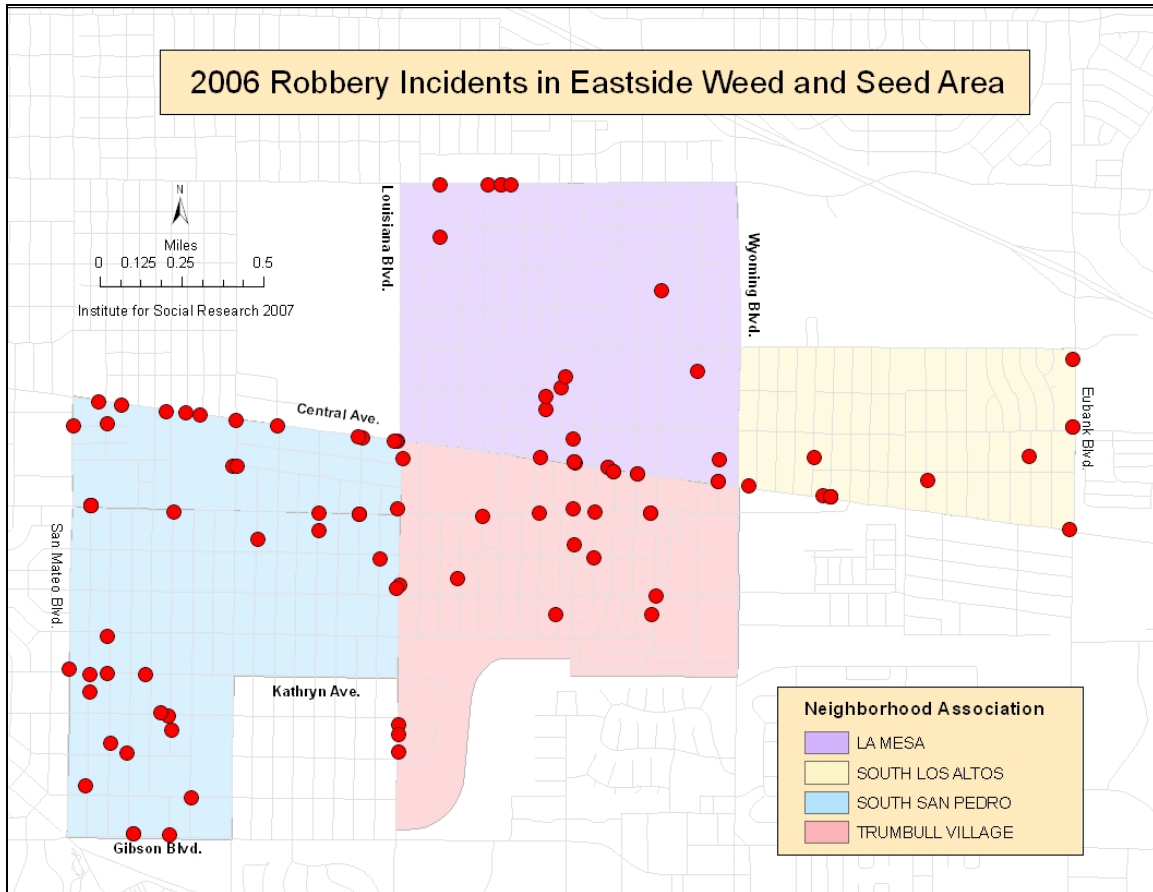 2006 Robbery Incidents in Eastside Weed and Seed Area
N
Miles
0 0.125 0.25 0.5
Institute for Social Research 2007
Louisiana Blvd.
Wyoming Blvd.
Central Ave.
Eubank Blvd.
San Mateo Blvd.
Kathryn Ave.
Gibson Blvd.
Neighborhood Association
LA MESA
SOUTH LOS ALTOS
SOUTH SAN PEDRO
TRUMBULL VILLAGE